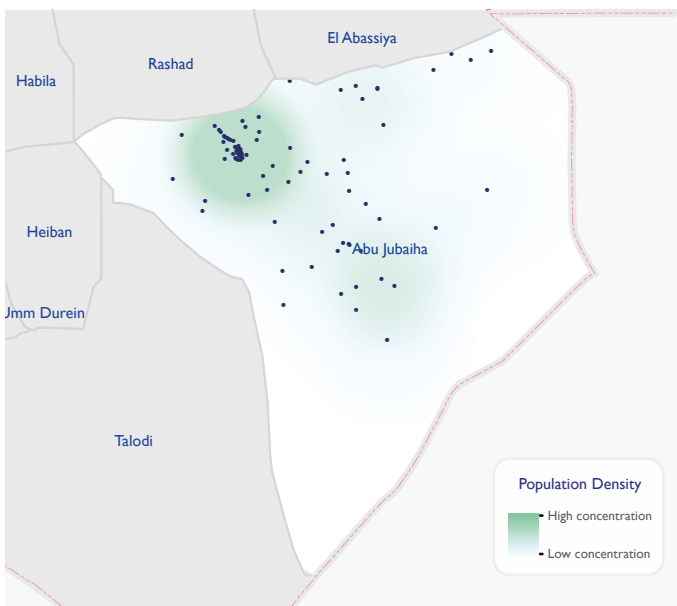 El Abassiya
Rashad
Habila
Heiban
Abu Jubaiha
Umm Durein
Talodi
Population Density
High concentration
Low concentration